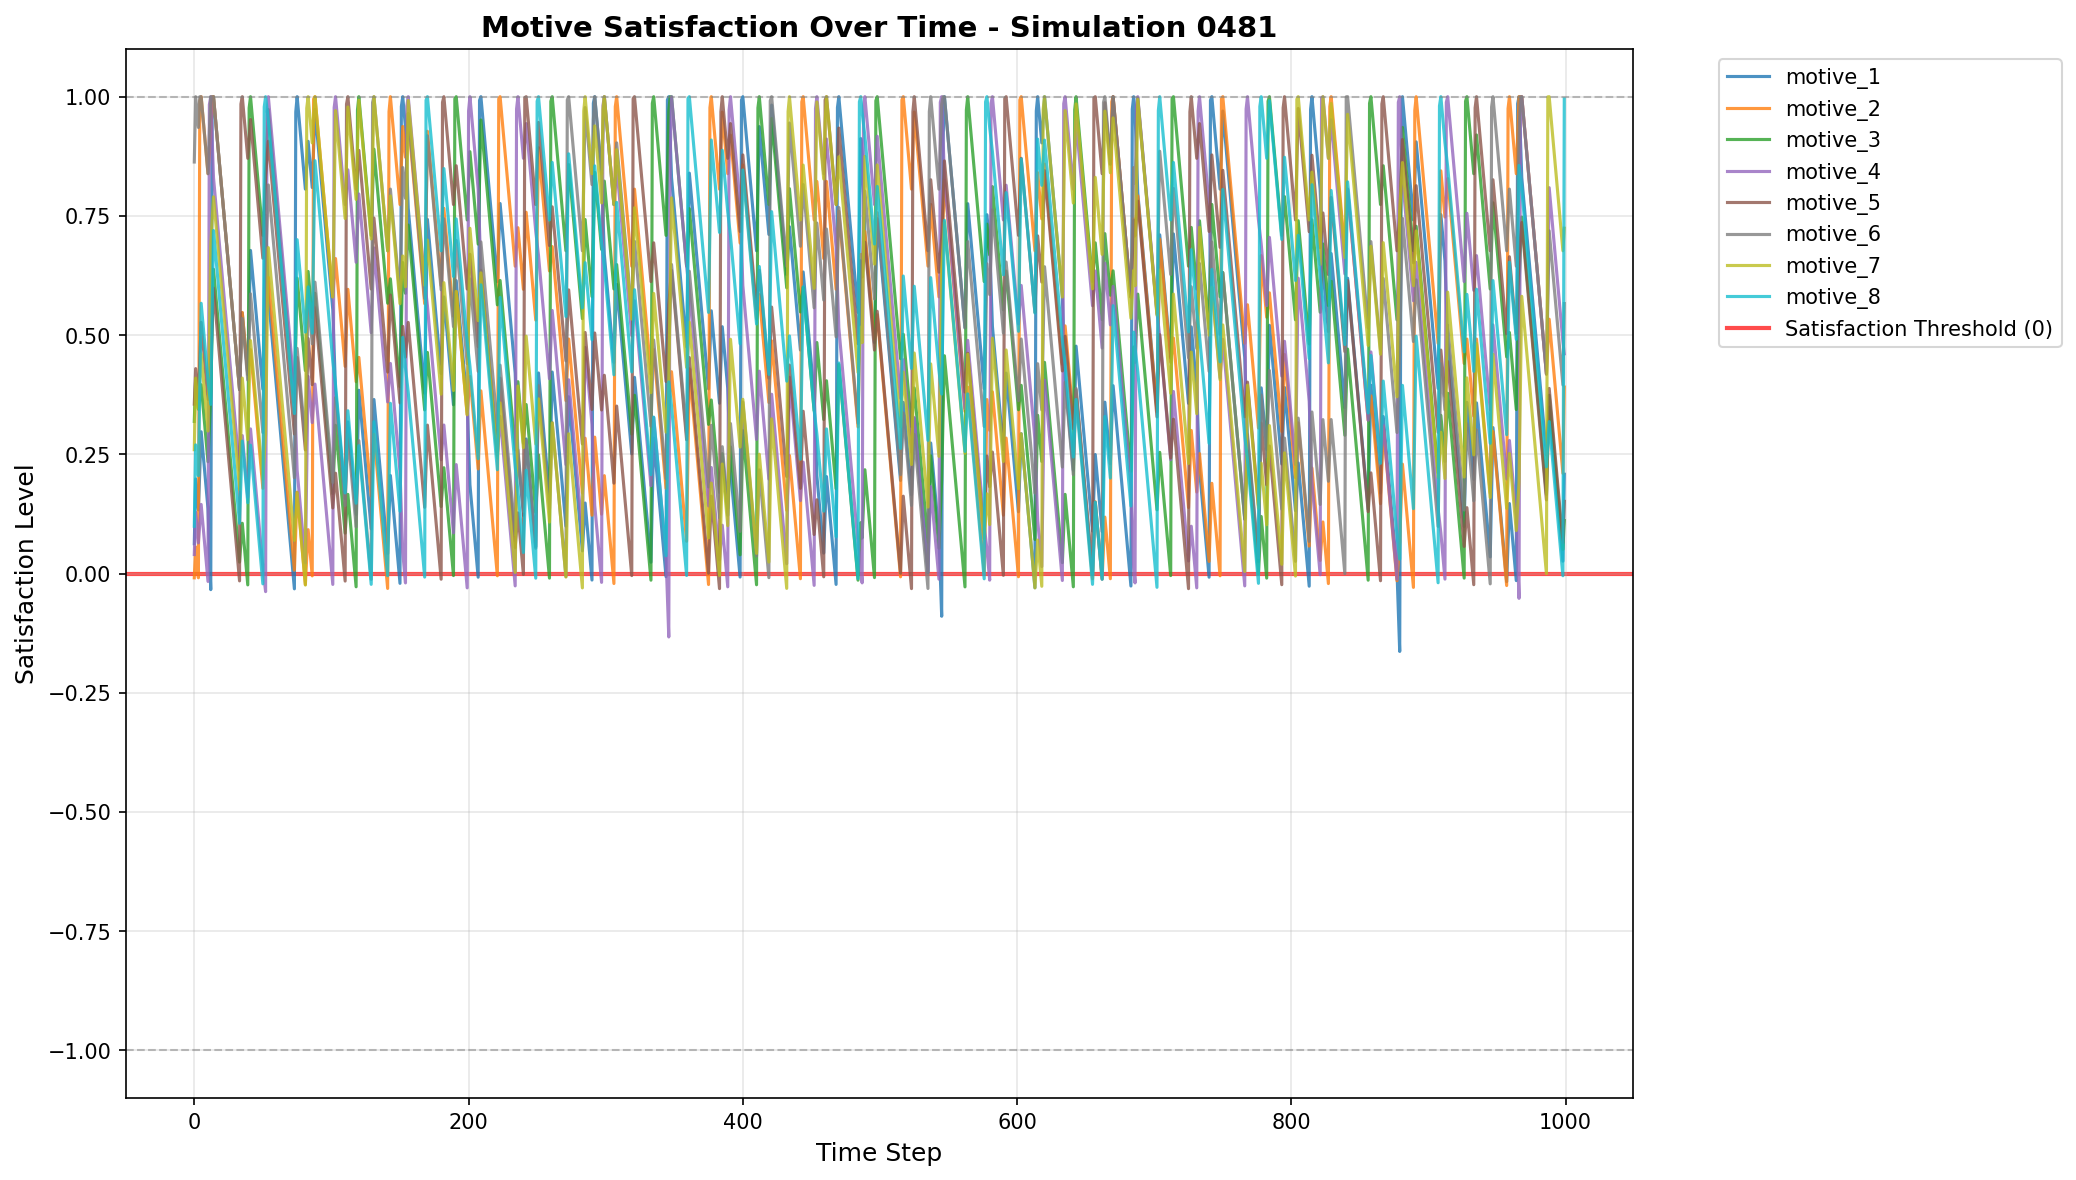 Motive Satisfaction Over Time - Simulation 0481
Satisfaction Level
1.00
0.75
0.50
0.25
0.00
−0.25
−0.50
−0.75
−1.00
0
200
400
600
800
1000
Time Step
motive_1
motive_2
motive_3
motive_4
motive_5
motive_6
motive_7
motive_8
Satisfaction Threshold (0)